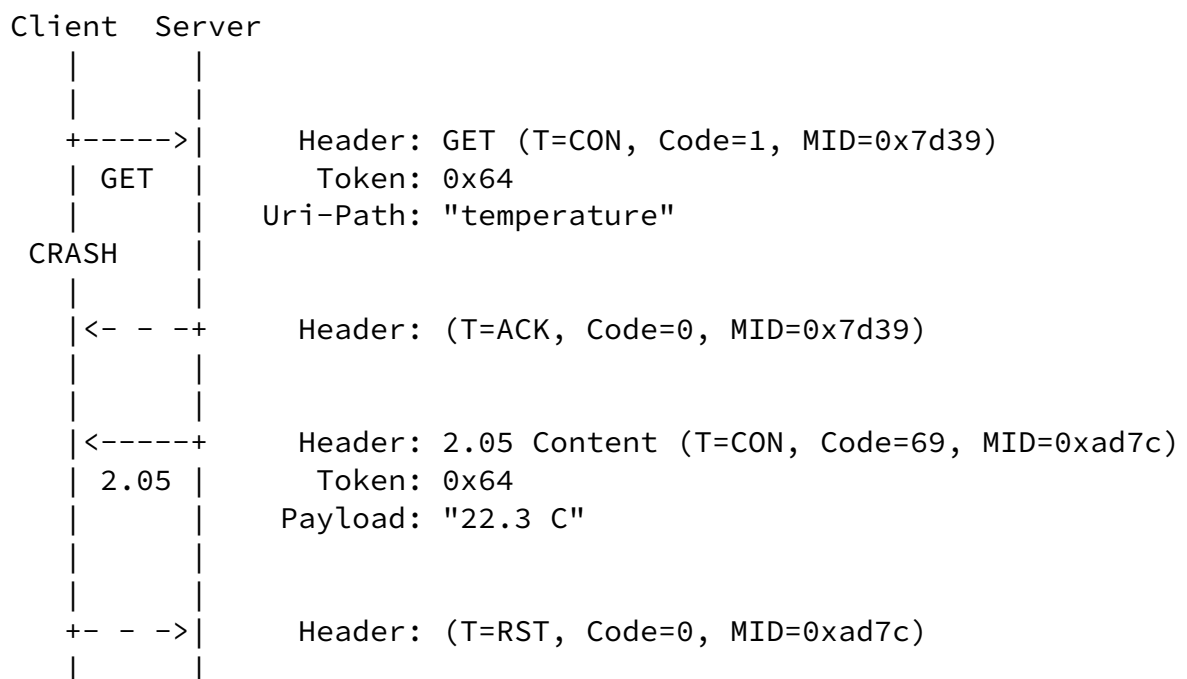 Client  Server
   |      |
   |      |
   +----->|     Header: GET (T=CON, Code=1, MID=0x7d39)
   | GET  |      Token: 0x64
   |      |   Uri-Path: "temperature"
 CRASH    |
   |      |
   |<- - -+     Header: (T=ACK, Code=0, MID=0x7d39)
   |      |
   |      |
   |<-----+     Header: 2.05 Content (T=CON, Code=69, MID=0xad7c)
   | 2.05 |      Token: 0x64
   |      |    Payload: "22.3 C"
   |      |
   |      |
   +- - ->|     Header: (T=RST, Code=0, MID=0xad7c)
   |      |